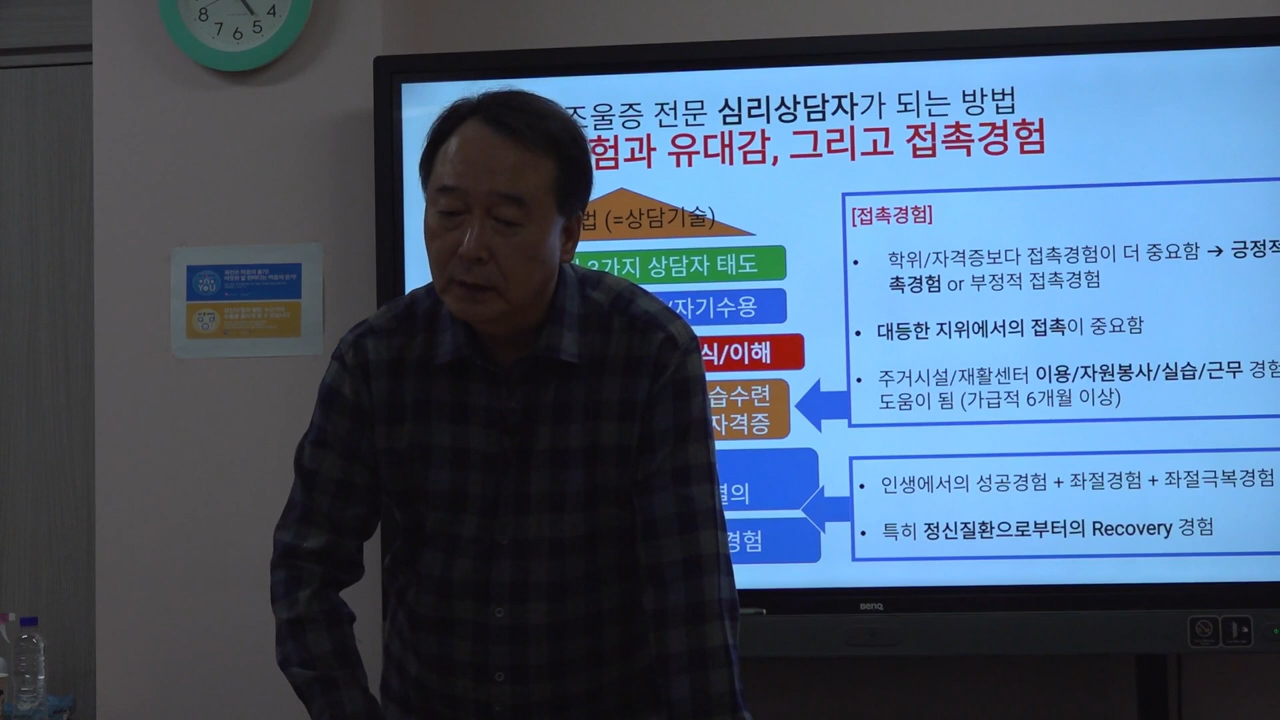 8 7 6 5 4
조울증 전문 심리상담자가 되는 방법
험과 유대감, 그리고 접촉경험
법 (=상담기술)
3가지 상담자 태도
/자기수용
식/이해
습수련
자격증
결의
경험
[접촉경험]
• 학위/자격증보다 접촉경험이 더 중요함 → 긍정적
촉경험 or 부정적 접촉경험
• 대등한 지위에서의 접촉이 중요함
• 주거시설/재활센터 이용/자원봉사/실습/근무 경험
도움이 됨 (가급적 6개월 이상)
• 인생에서의 성공경험 + 좌절경험 + 좌절극복경험
• 특히 정신질환으로부터의 Recovery 경험
BenQ